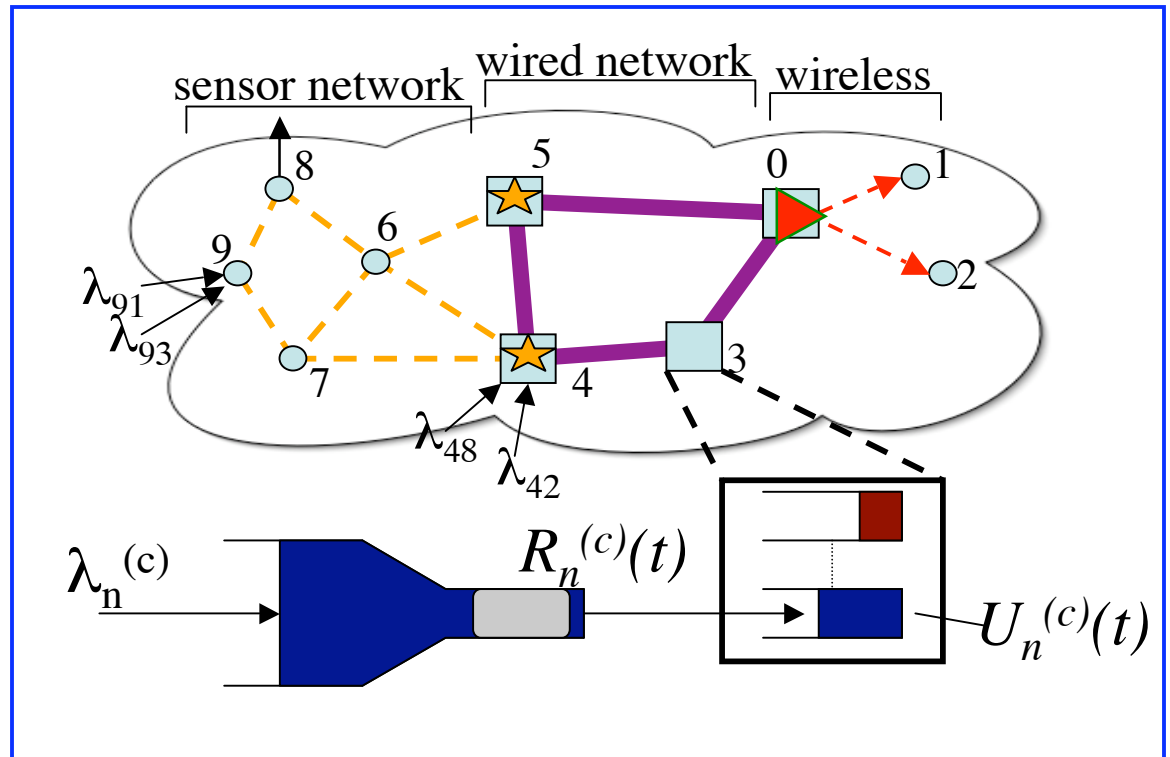 sensor network
wired network
wireless
8
5
0
1
9
6
2
λ91
λ93
7
4
3
λ48
λ42
λn(c)
Rn(c)(t)
Un(c)(t)